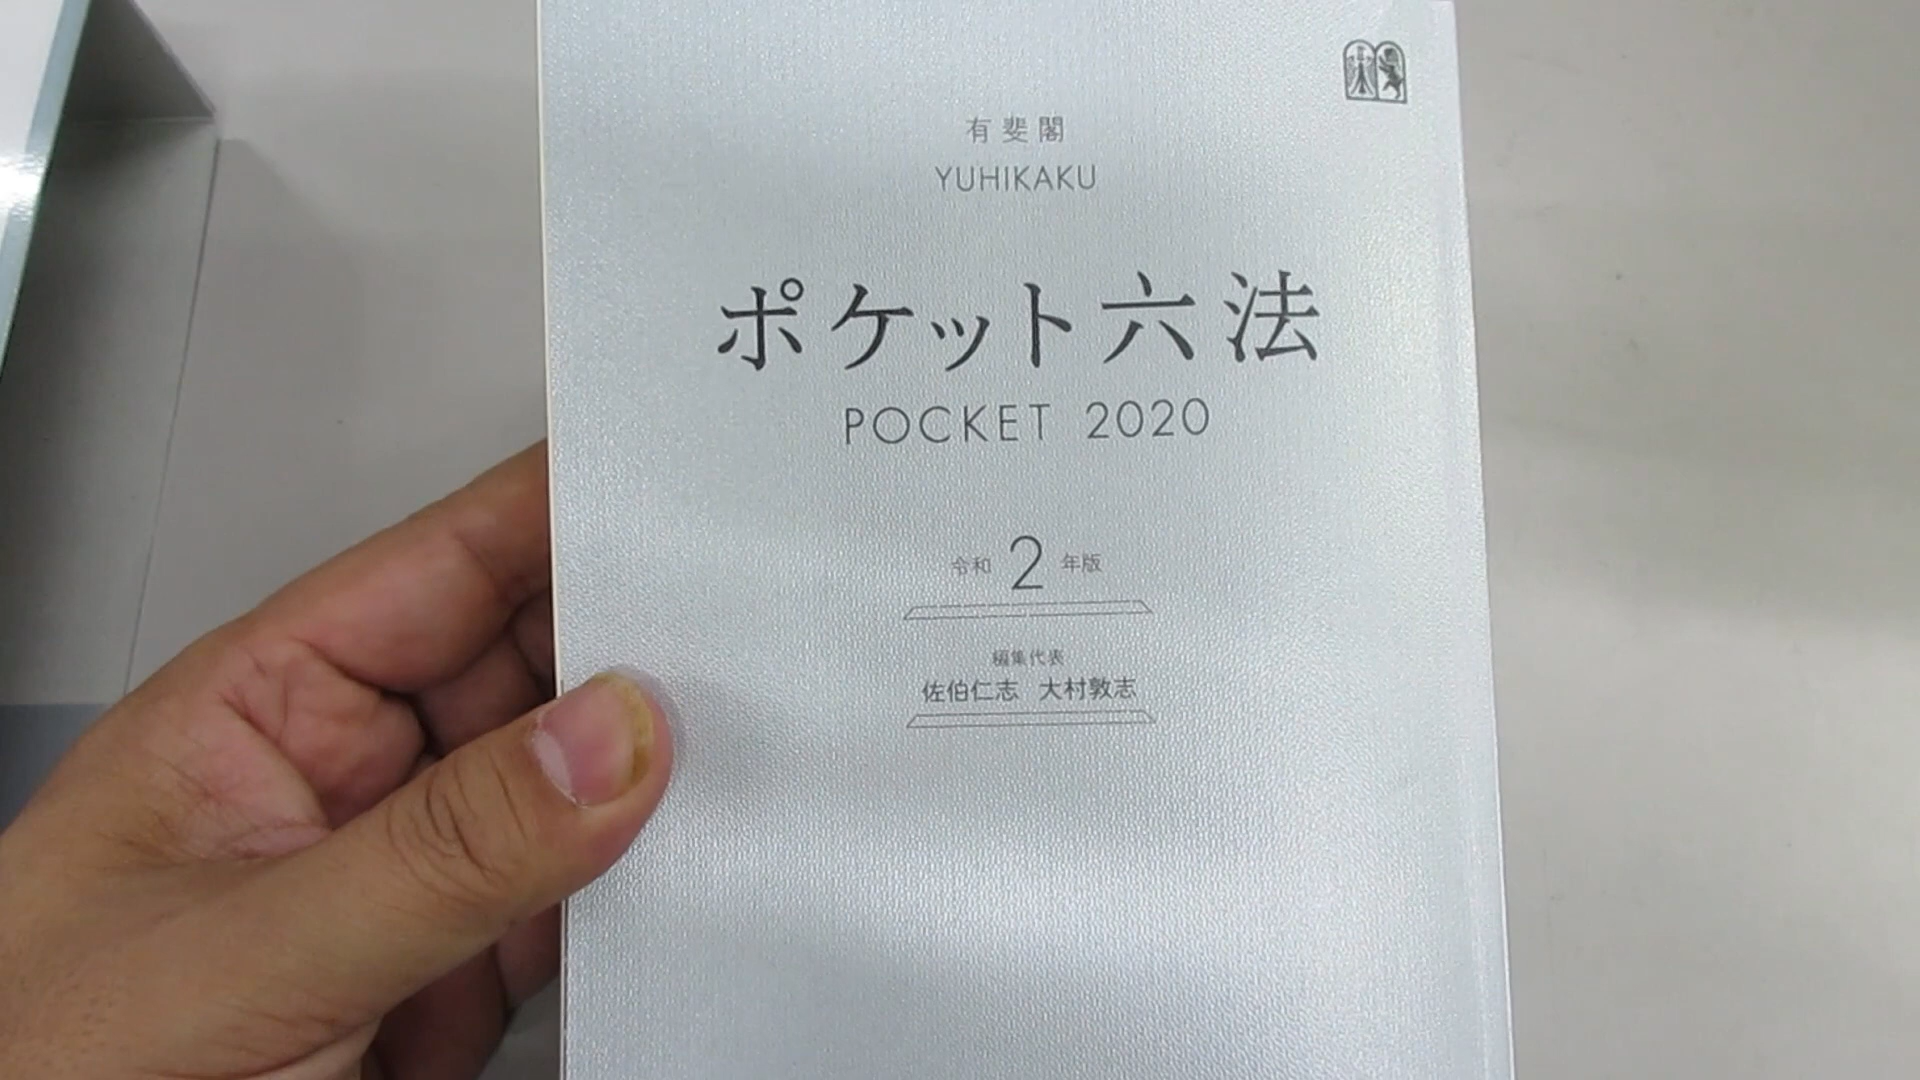 有斐閣
YUHIKAKU
ポケット六法
POCKET 2020
令和 2 年版
編集代表
佐伯仁志 大村敦志